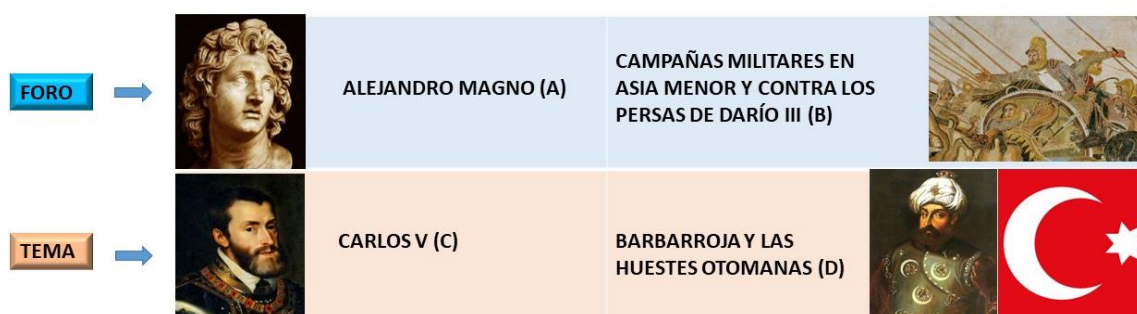 FORO
ALEJANDRO MAGNO (A)
CAMPAÑAS MILITARES EN
ASIA MENOR Y CONTRA LOS
PERSAS DE DARÍO III (B)
TEMA
CARLOS V (C)
BARBARROJA Y LAS
HUESTES OTOMANAS (D)